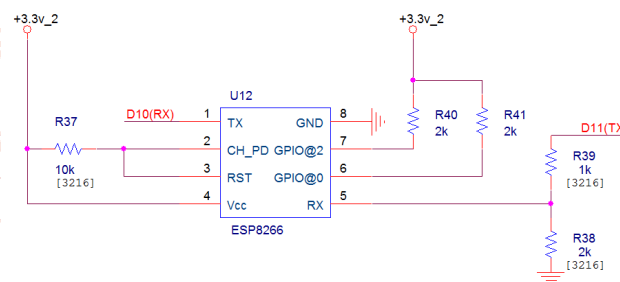 +3.3v_2
+3.3v_2
U12
R37
10k
[3216]
D10(RX)
1
2
3
4
TX
CH_PD
RST
Vcc
GND
GPIO@2
GPIO@0
RX
8
7
6
5
ESP8266
R40
2k
R41
2k
D11(TX
R39
1k
[3216]
R38
2k
[3216]